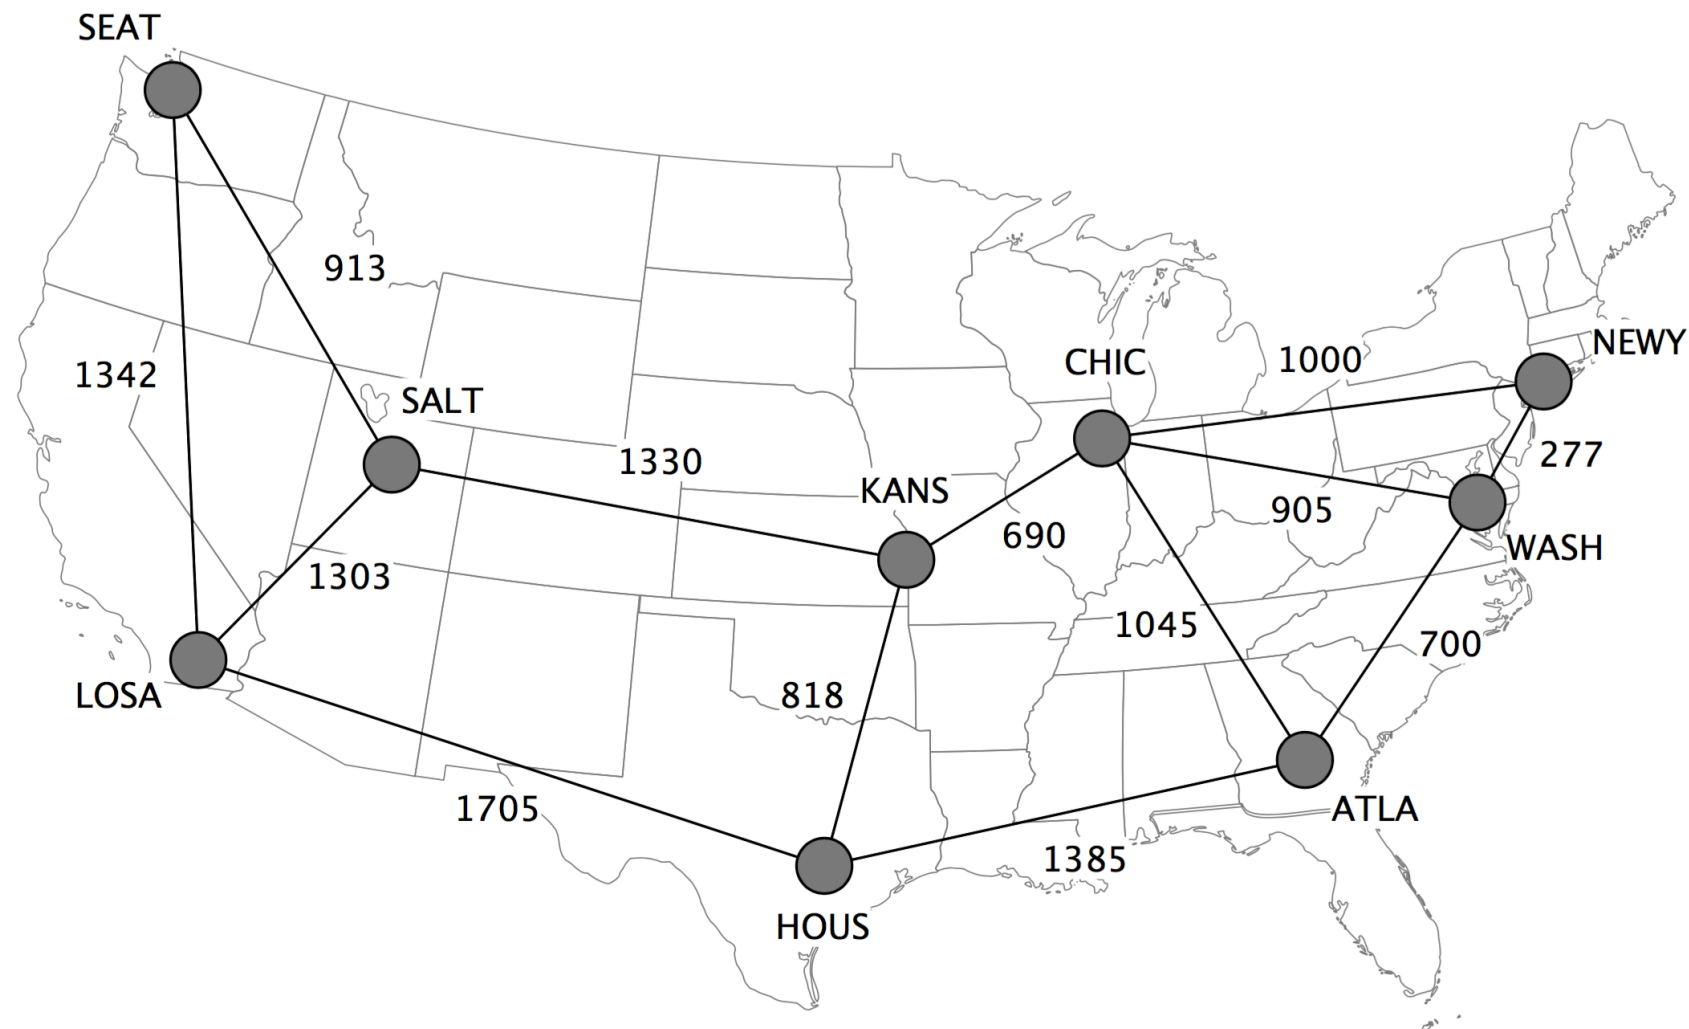 SEAT
913
NEWY
1342
CHIC
1000
SALT
1330
277
KANS
905
690
WASH
1303
1045
700
LOSA
818
1705
ATLA
1385
HOUS